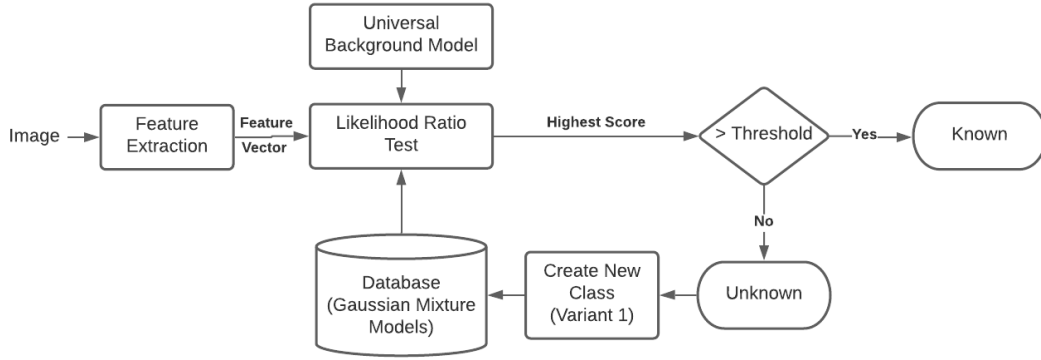 Universal
Background Model
Image
Feature
Extraction
Feature
Vector
Likelihood Ratio
Test
Highest Score
> Threshold
Yes
Known
No
Database
(Gaussian Mixture
Models)
Create New
Class
(Variant 1)
Unknown